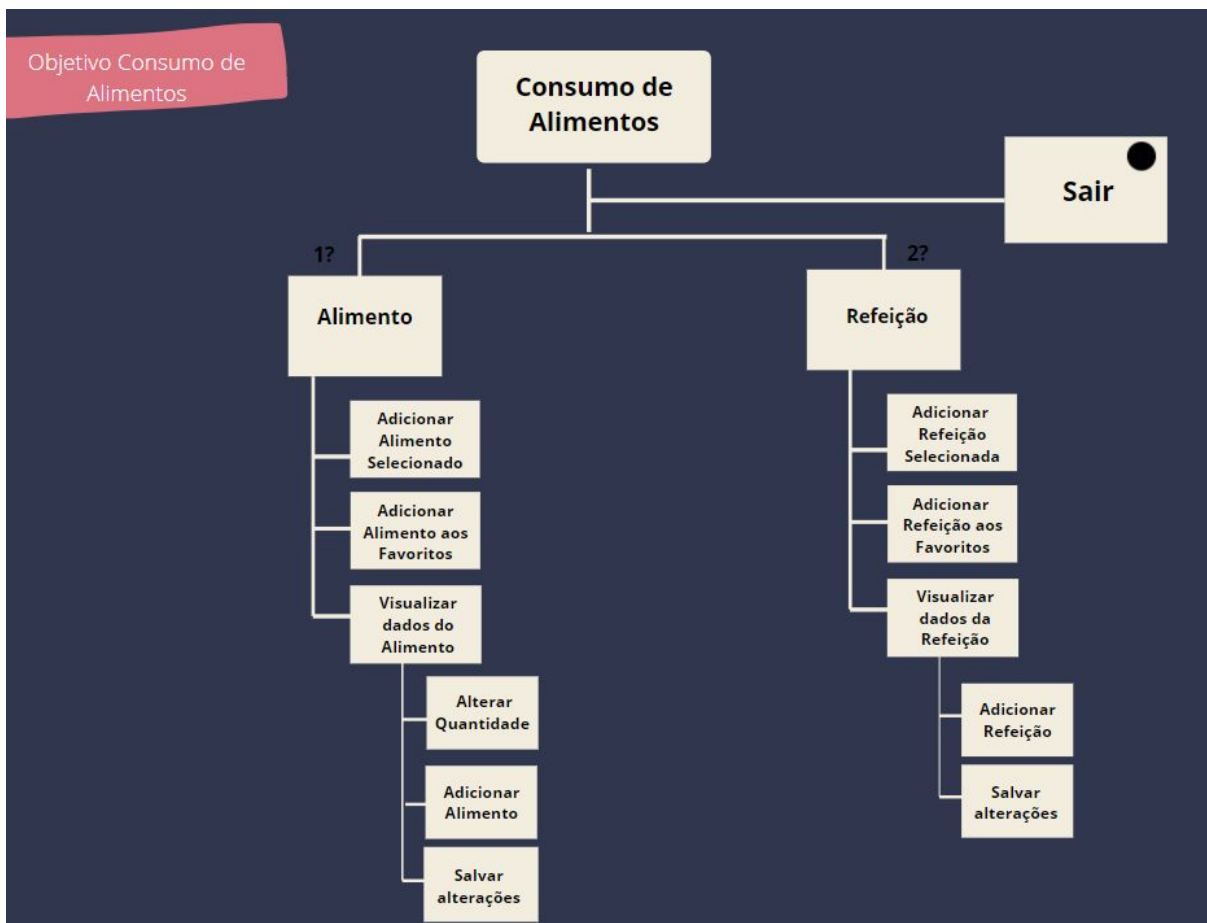 Objetivo Consumo de
Alimentos
Consumo de
Alimentos
Sair
1?
2?
Alimento
Refeição
Adicionar
Alimento
Selecionado
Adicionar
Refeição
Selecionada
Adicionar
Alimento aos
Favoritos
Adicionar
Refeição aos
Favoritos
Visualizar
dados do
Alimento
Visualizar
dados da
Refeição
Alterar
Quantidade
Adicionar
Refeição
Adicionar
Alimento
Salvar
alterações
Salvar
alterações